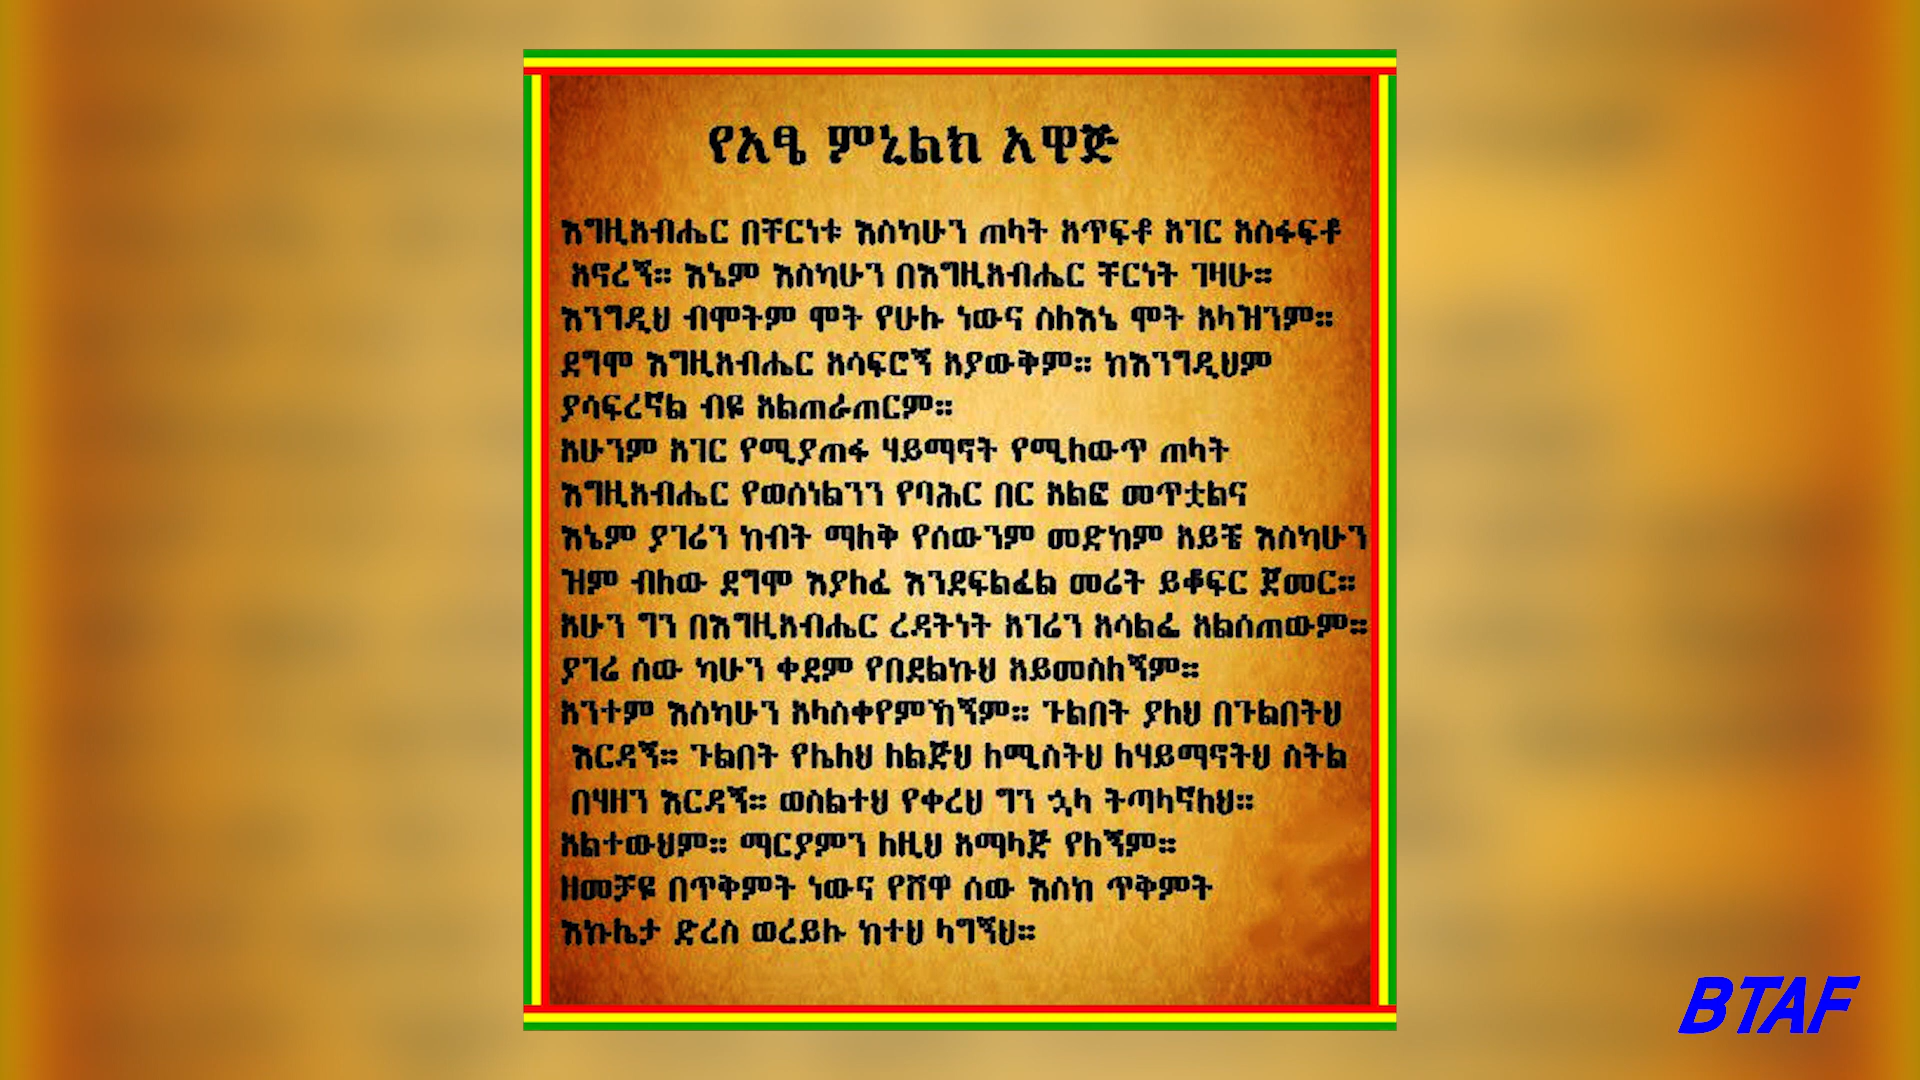 የአፄ ምኒልክ አዋጅ
እግዚአብሔር በቸርነቱ እስካሁን ጠላት አጥፍቶ አገር አስፋፍቶ
አኖረኝ። እኔም እስካሁን በእግዚአብሔር ቸርነት ገዛሁ።
እንግዲህ ብሞትም ሞት የሁሉ ነውና ስለእኔ ሞት አላዝንም።
ደግሞ እግዚአብሔር አሳፍሮኝ አያውቅም። ከእንግዲህም
ያሳፍረኛል ብዬ አልጠራጠርም።
አሁንም አገር የሚያጠፋ ሃይማኖት የሚለውጥ ጠላት
እግዚአብሔር የወሰነልንን የባሕር በር አልፎ መጥቷልና
እኔም ያገሬን ከብት ማለቅ የሰውንም መድከም አይቼ እስካሁን
ዝም ብለው ደግሞ እያለፈ እንደፍልፈል መሬት ይቆፍር ጀመር።
አሁን ግን በእግዚአብሔር ረዳትነት አገሬን አሳልፌ አልሰጠውም።
ያገሬ ሰው ካሁን ቀደም የበደልኩህ አይመስለኝም።
አንተም እስካሁን አላስቀየምኸኝም። ጉልበት ያለህ በጉልበትህ
እርዳኝ። ጉልበት የሌለህ ለልጅህ ለሚስትህ ለሃይማኖትህ ስትል
በሃዘን እርዳኝ። ወስልተህ የቀረህ ግን ኋላ ትጣላኛለህ።
አልተውህም። ማርያምን ለዚህ አማላጅ የለኝም።
ዘመቻዬ በጥቅምት ነውና የሸዋ ሰው እስከ ጥቅምት
እኩሌታ ድረስ ወረይሉ ከተህ ላግኝህ።
BTAF